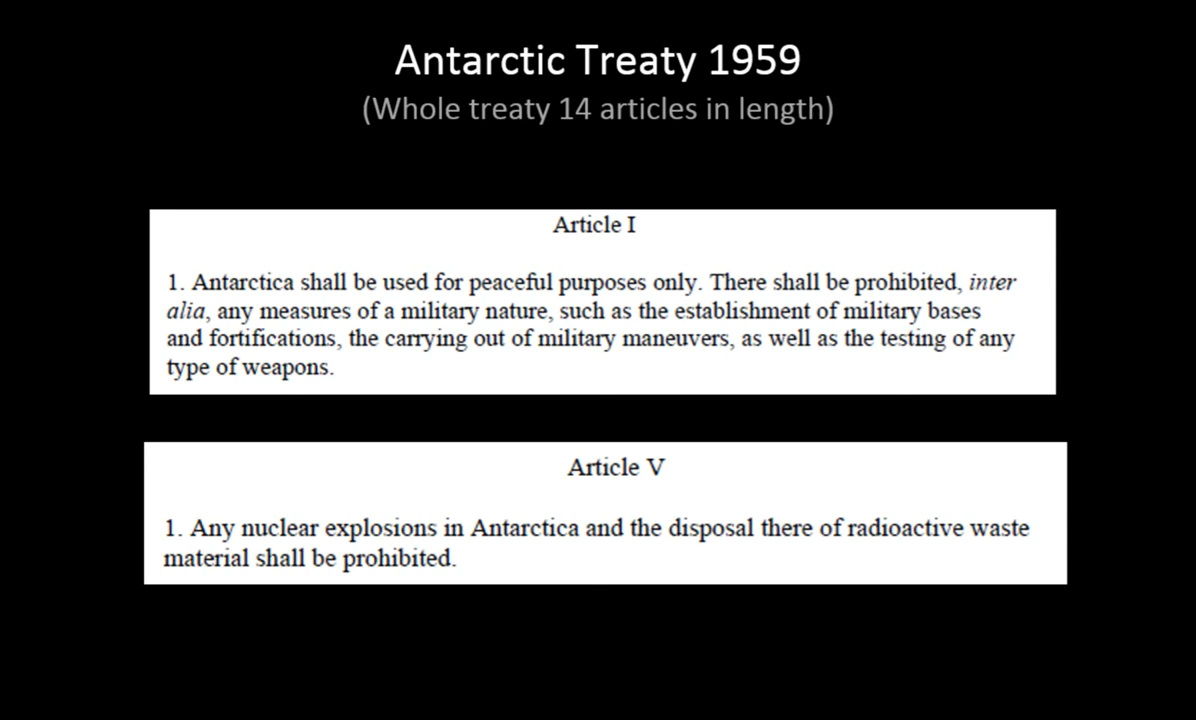 Antarctic Treaty 1959
(Whole treaty 14 articles in length)
Article I
1. Antarctica shall be used for peaceful purposes only. There shall be prohibited, inter
alia, any measures of a military nature, such as the establishment of military bases
and fortifications, the carrying out of military maneuvers, as well as the testing of any
type of weapons.
Article V
1. Any nuclear explosions in Antarctica and the disposal there of radioactive waste
material shall be prohibited.